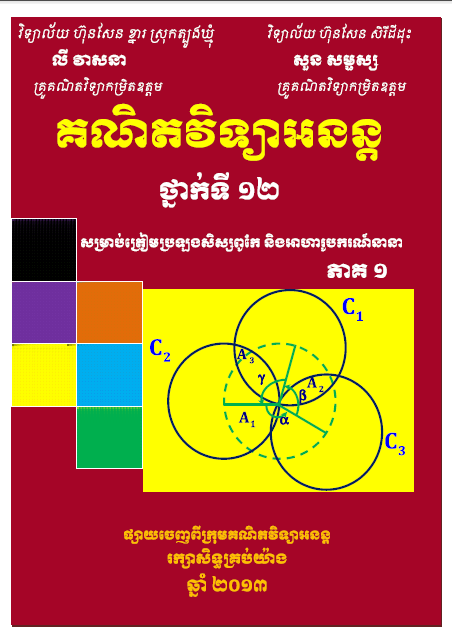 វិទ្យាល័យ ហ៊ុនសែន ខ្នារ ស្រុកត្បូងឃ្មុំ
វិទ្យាល័យ ហ៊ុនសែន សិរីជីដុះ
លី វាសនា
សួន សម្ជស្ស
គ្រូគណិតវិទ្យាកម្រិតឧត្តម
គ្រូគណិតវិទ្យាកម្រិតឧត្តម
គណិតវិទ្យាអនន្ត
ថ្នាក់ទី ១២
សម្រាប់ត្រៀមប្រឡងសិស្សពូកែ និងអាហារូបករណ៍នានា
ភាគ ១
C₁
C₂
A₃
γ
A₂
β
A₁
α
C₃
ផ្សាយចេញពីក្រុមគណិតវិទ្យាអនន្ត
រក្សាសិទ្ធគ្រប់យ៉ាង
ឆ្នាំ ២០១៣